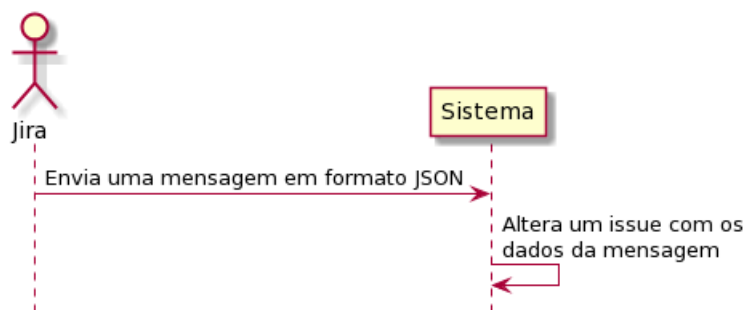 Jira
Sistema
Envia uma mensagem em formato JSON
Altera um issue com os
dados da mensagem